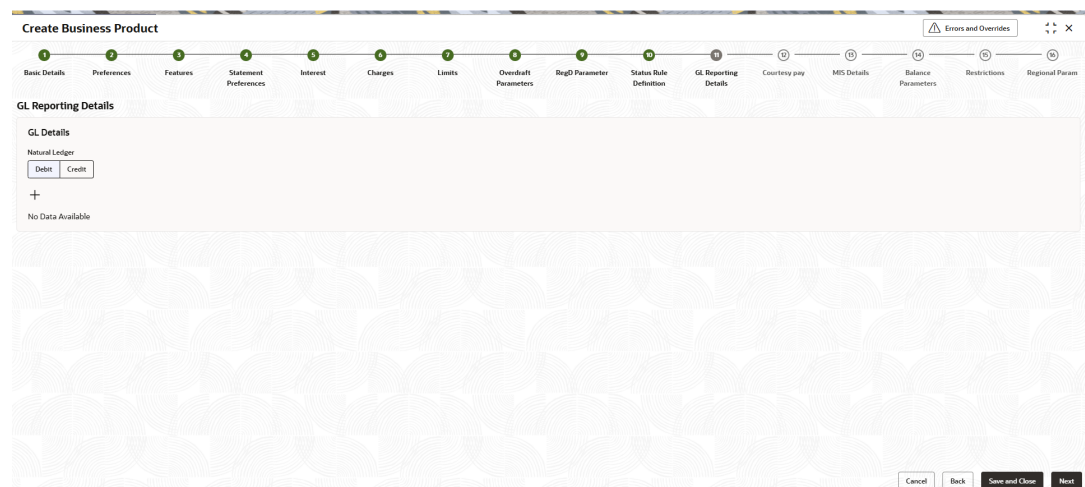 Create Business Product
Errors and Overrides
1 2 3 4 5 6 7 8 9 10 11 12 13 14 15 16
Basic Details Preferences Features Statement Preferences Interest Charges Limits Overdraft Parameters RegD Parameter Status Rule Definition GL Reporting Details Courtesy pay MIS Details Balance Parameters Restrictions Regional Param
GL Reporting Details
GL Details
Natural Ledger
Debit Credit
No Data Available
Cancel Back Save and Close Next